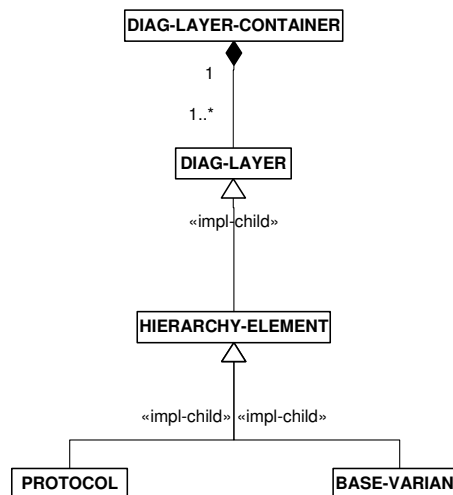 DIAG-LAYER-CONTAINER
1
1..*
DIAG-LAYER
«impl-child»
HIERARCHY-ELEMENT
«impl-child» «impl-child»
PROTOCOL BASE-VARIAN